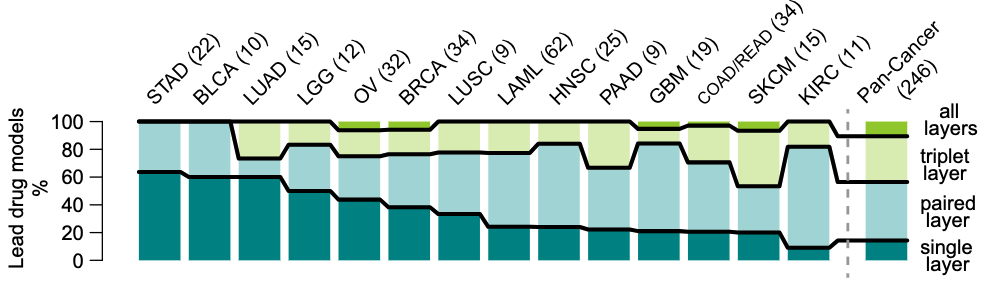 STAD (22)
BLCA (10)
LUAD (15)
LGG (12)
OV (32)
BRCA (34)
LUSC (9)
LAML (62)
HNSC (25)
PAAD (9)
GBM (19)
COAD/READ (34)
SKCM (15)
KIRC (11)
Pan-Cancer
(246)
Lead drug models
%
100
80
60
40
20
0
all
layers
triplet
layer
paired
layer
single
layer